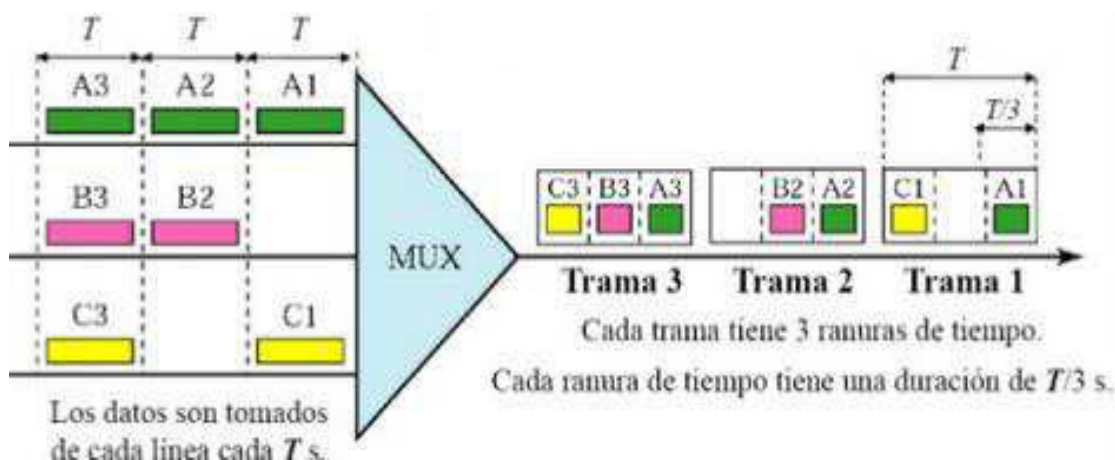 T T T
A3 A2 A1
B3 B2
C3 C1
MUX
Los datos son tomados
de cada linea cada T s.
T
T/3
C3 B3 A3 B2 A2 C1 A1
Trama 3 Trama 2 Trama 1
Cada trama tiene 3 ranuras de tiempo.
Cada ranura de tiempo tiene una duración de T/3 s.